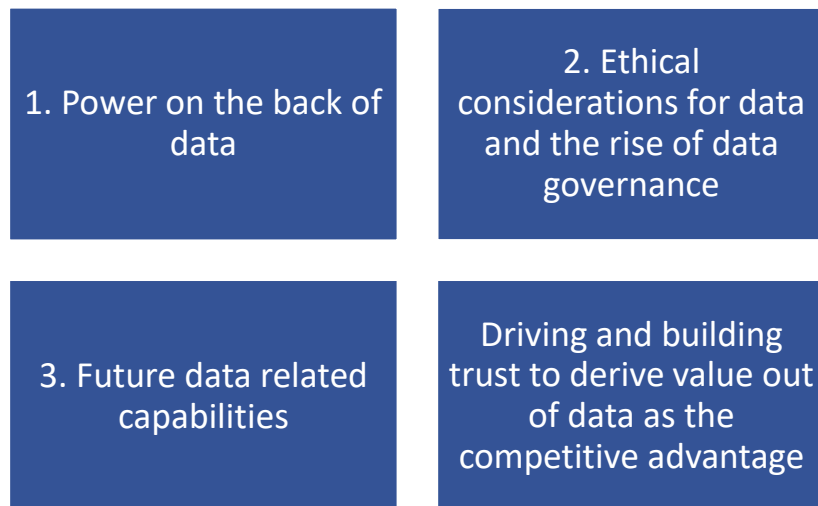 1. Power on the back of
data
2. Ethical
considerations for data
and the rise of data
governance
3. Future data related
capabilities
Driving and building
trust to derive value out
of data as the
competitive advantage